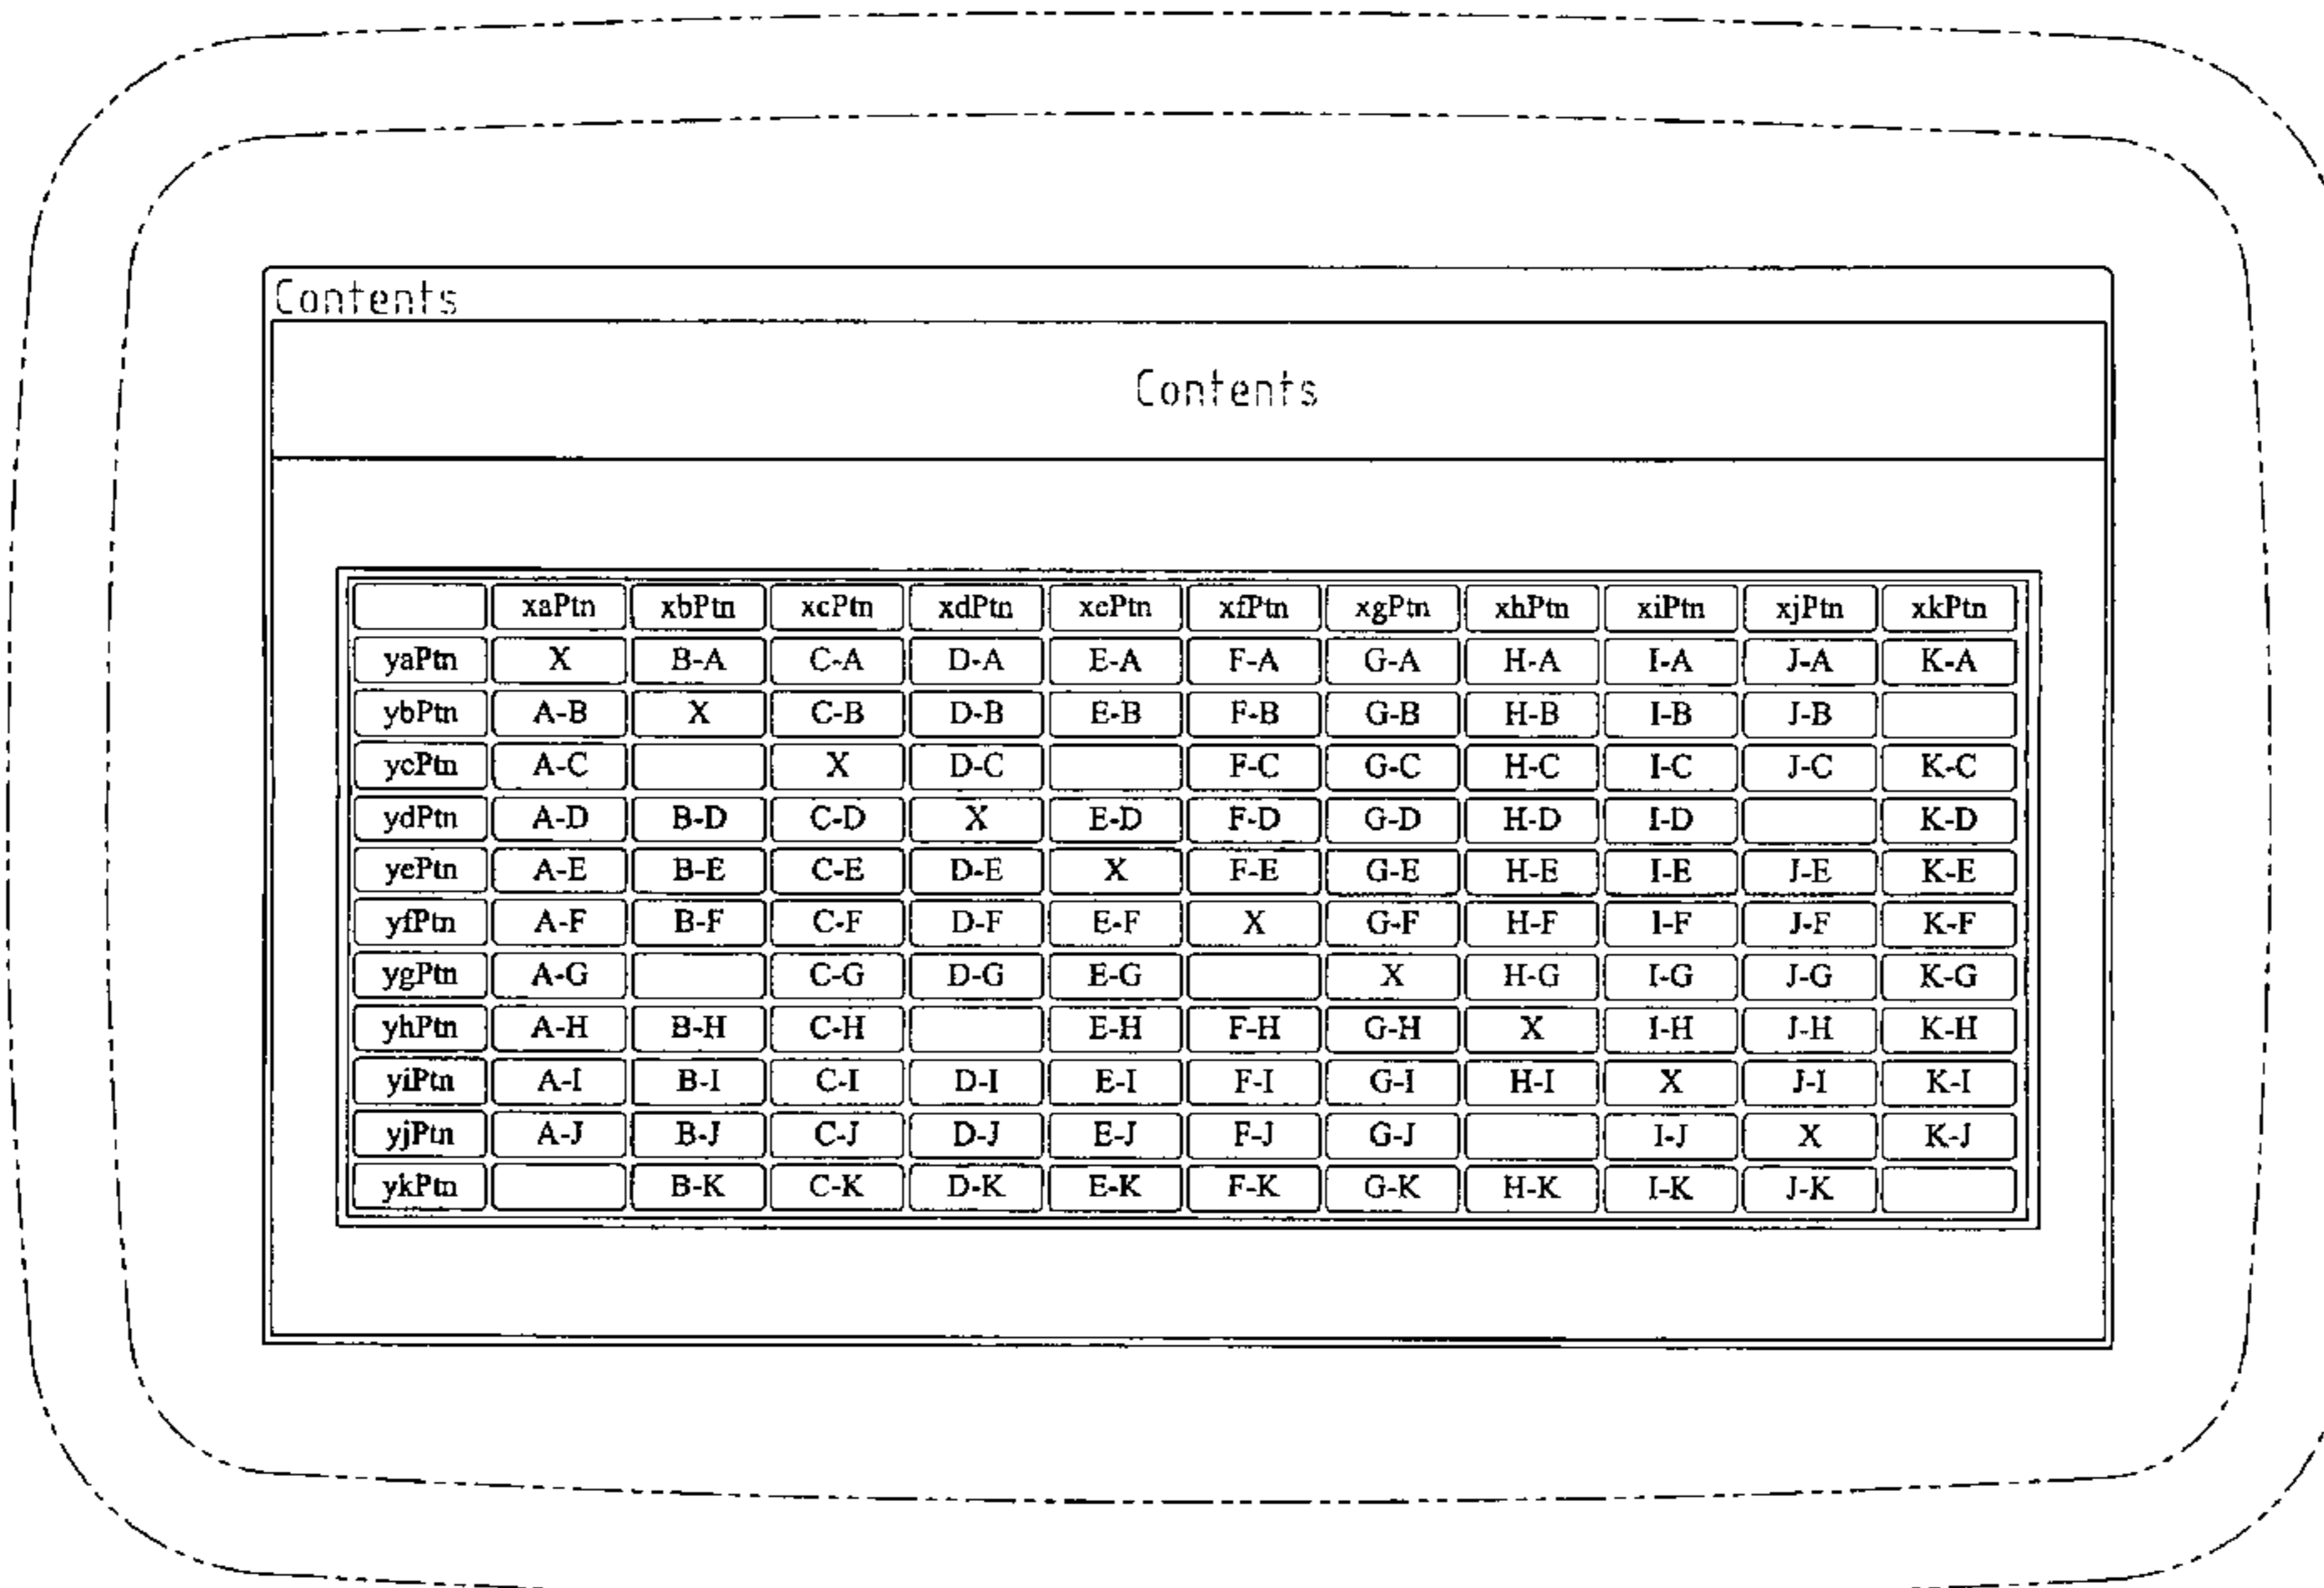 Contents
Contents
xaPtn xbPtn xcPtn xdPtn xePtn xfPtn xgPtn xhPtn xiPtn xjPtn xkPtn
yaPtn X B-A C-A D-A E-A F-A G-A H-A I-A J-A K-A
ybPtn A-B X C-B D-B E-B F-B G-B H-B I-B J-B
ycPtn A-C X D-C F-C G-C H-C I-C J-C K-C
ydPtn A-D B-D C-D X E-D F-D G-D H-D I-D K-D
yePtn A-E B-E C-E D-E X F-E G-E H-E I-E J-E K-E
yfPtn A-F B-F C-F D-F E-F X G-F H-F I-F J-F K-F
ygPtn A-G C-G D-G E-G X H-G I-G J-G K-G
yhPtn A-H B-H C-H E-H F-H G-H X I-H J-H K-H
yiPtn A-I B-I C-I D-I E-I F-I G-I H-I X J-I K-I
yjPtn A-J B-J C-J D-J E-J F-J G-J I-J X K-J
ykPtn B-K C-K D-K E-K F-K G-K H-K I-K J-K